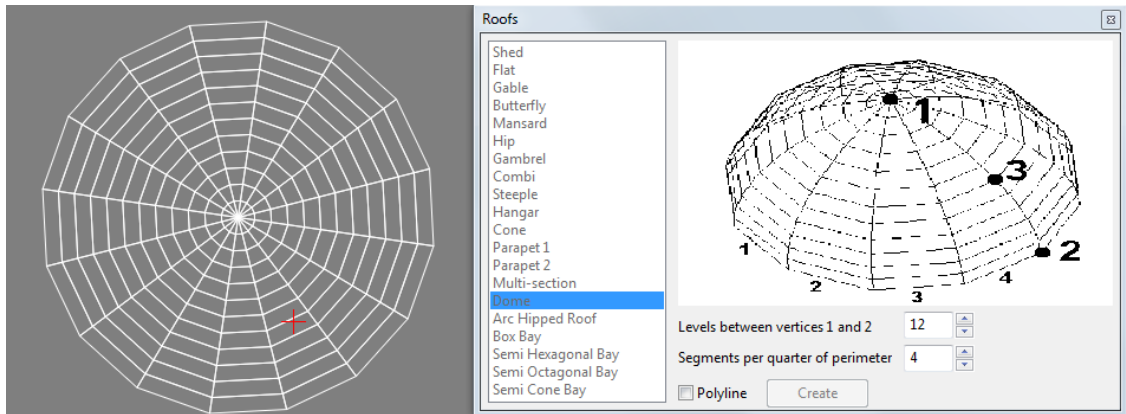 Roofs
Shed
Flat
Gable
Butterfly
Mansard
Hip
Gambrel
Combi
Steeple
Hangar
Cone
Parapet 1
Parapet 2
Multi-section
Dome
Arc Hipped Roof
Box Bay
Semi Hexagonal Bay
Semi Octagonal Bay
Semi Cone Bay
1
3
2
1
2
3
4
Levels between vertices 1 and 2 12
Segments per quarter of perimeter 4
Polyline Create